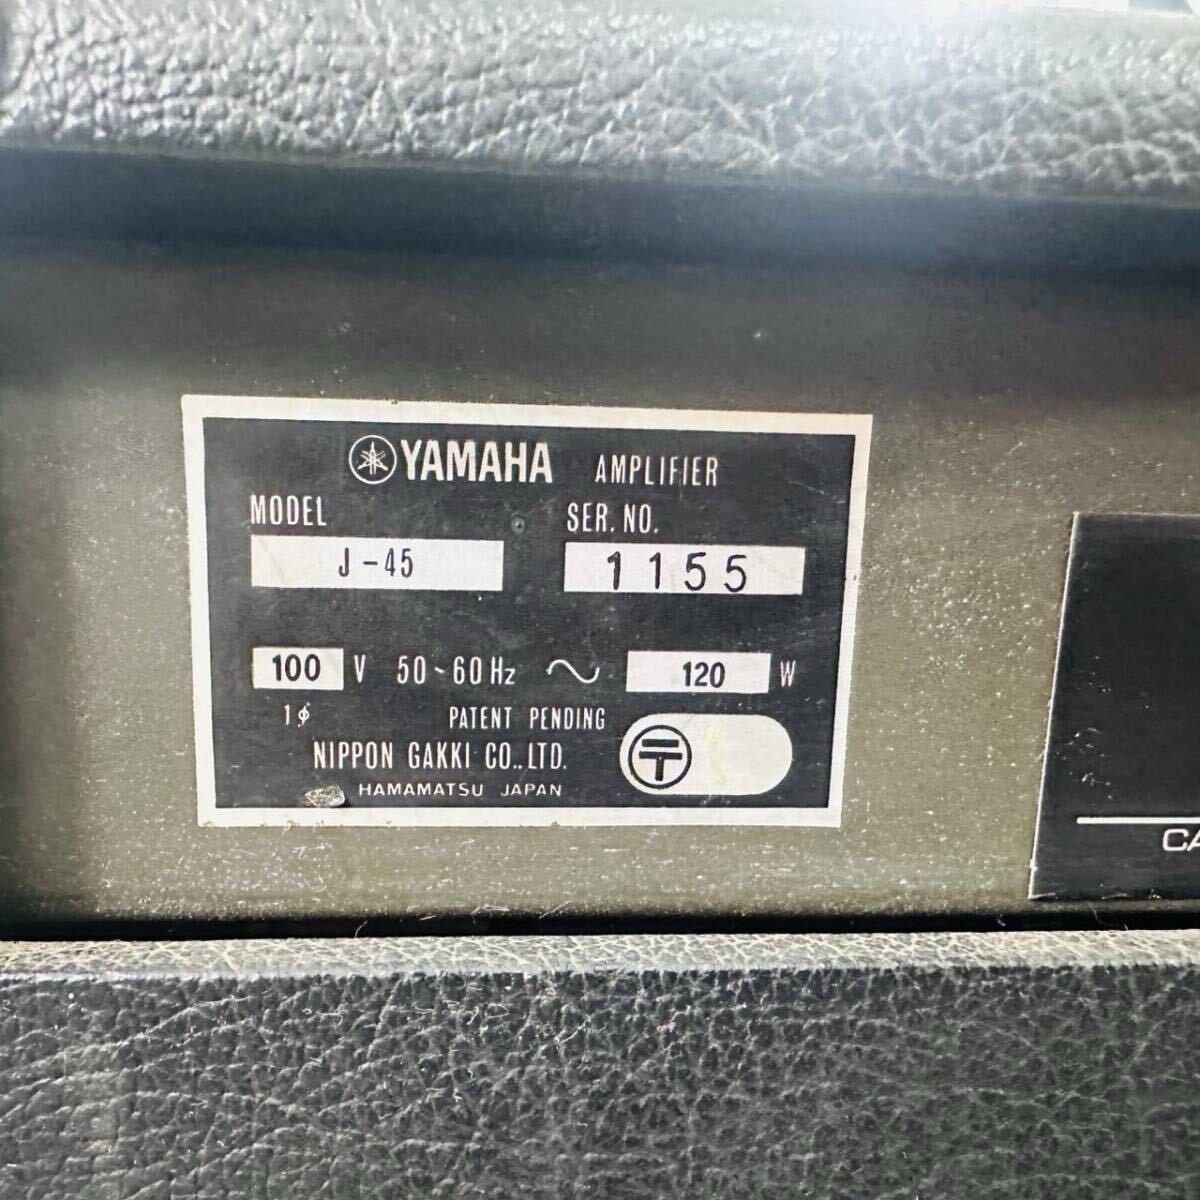 YAMAHA AMPLIFIER
MODEL SER. NO.
J-45 1155
100 V 50~60Hz ~ 120 W
1φ PATENT PENDING
NIPPON GAKKI CO., LTD. 〒
HAMAMATSU JAPAN